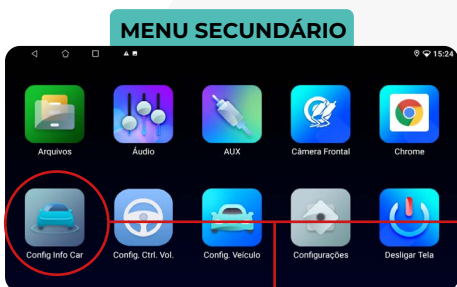 MENU SECUNDÁRIO
15:24
Arquivos
Áudio
AUX
Câmera Frontal
Chrome
Config Info Car
Config. Ctrl. Vol.
Config. Veículo
Configurações
Desligar Tela